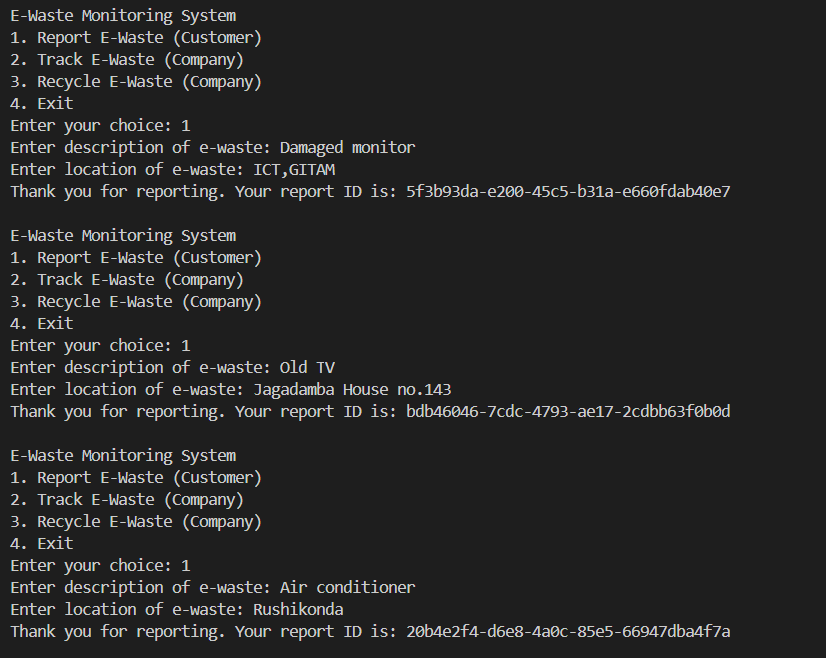 E-Waste Monitoring System
1. Report E-Waste (Customer)
2. Track E-Waste (Company)
3. Recycle E-Waste (Company)
4. Exit
Enter your choice: 1
Enter description of e-waste: Damaged monitor
Enter location of e-waste: ICT,GITAM
Thank you for reporting. Your report ID is: 5f3b93da-e200-45c5-b31a-e660fdab40e7
E-Waste Monitoring System
1. Report E-Waste (Customer)
2. Track E-Waste (Company)
3. Recycle E-Waste (Company)
4. Exit
Enter your choice: 1
Enter description of e-waste: Old TV
Enter location of e-waste: Jagadamba House no.143
Thank you for reporting. Your report ID is: bdb46046-7cdc-4793-ae17-2cdbb63f0b0d
E-Waste Monitoring System
1. Report E-Waste (Customer)
2. Track E-Waste (Company)
3. Recycle E-Waste (Company)
4. Exit
Enter your choice: 1
Enter description of e-waste: Air conditioner
Enter location of e-waste: Rushikonda
Thank you for reporting. Your report ID is: 20b4e2f4-d6e8-4a0c-85e5-66947dba4f7a